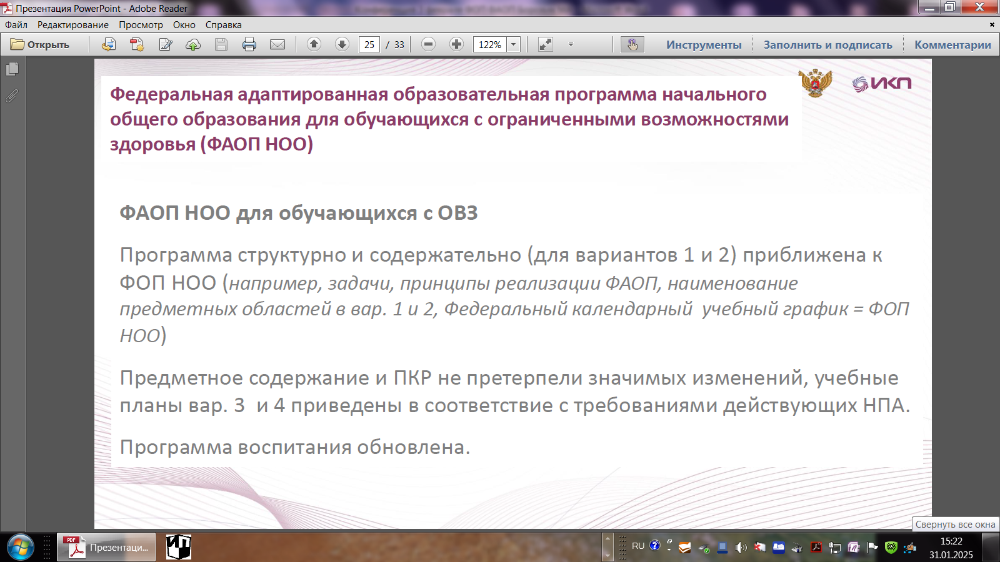 Презентация PowerPoint - Adobe Reader
Файл Редактирование Просмотр Окно Справка
Открыть 25 / 33 122% Инструменты Заполнить и подписать Комментарии
ИКП
Федеральная адаптированная образовательная программа начального
общего образования для обучающихся с ограниченными возможностями
здоровья (ФАОП НОО)
ФАОП НОО для обучающихся с ОВЗ
Программа структурно и содержательно (для вариантов 1 и 2) приближена к
ФОП НОО (например, задачи, принципы реализации ФАОП, наименование
предметных областей в вар. 1 и 2, Федеральный календарный учебный график = ФОП
НОО)
Предметное содержание и ПКР не претерпели значимых изменений, учебные
планы вар. 3 и 4 приведены в соответствие с требованиями действующих НПА.
Программа воспитания обновлена.
Свернуть все окна
PDF
Презентаци...
RU
15:22
31.01.2025